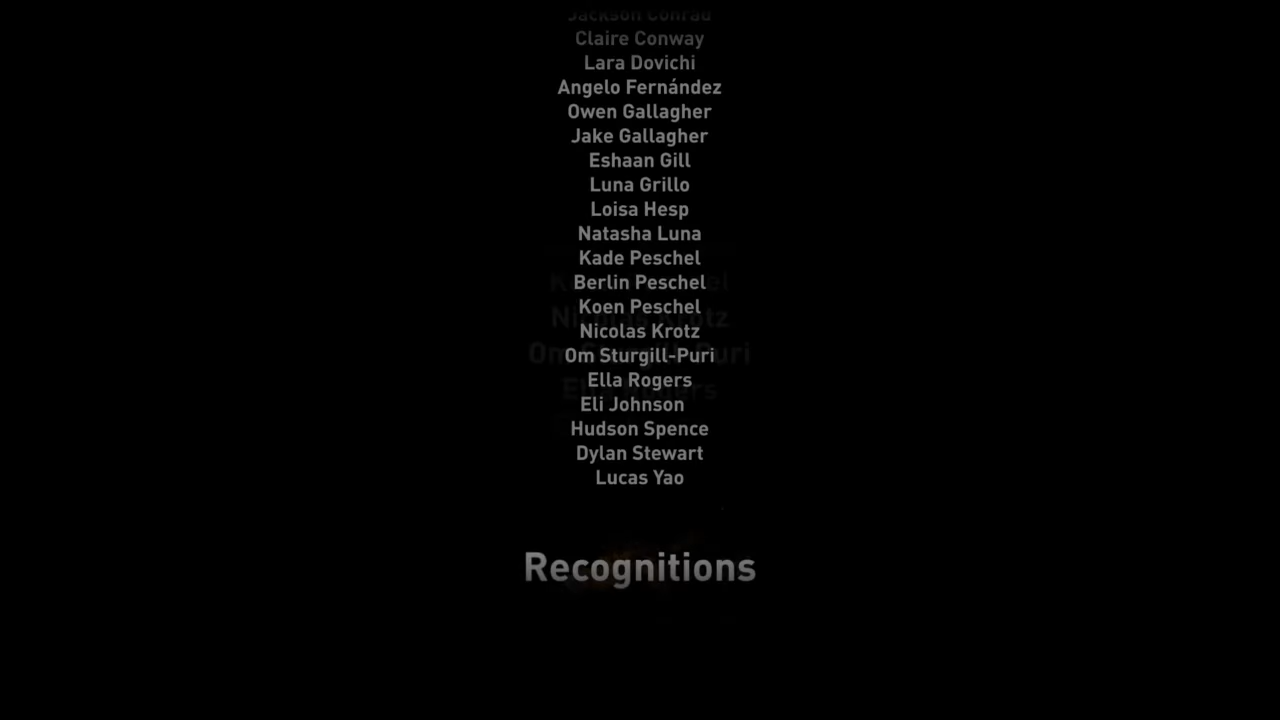 Jackson Conrad
Claire Conway
Lara Dovichi
Angelo Fernández
Owen Gallagher
Jake Gallagher
Eshaan Gill
Luna Grillo
Loisa Hesp
Natasha Luna
Kade Peschel
Berlin Peschel
Koen Peschel
Nicolas Krotz
Om Sturgill-Puri
Ella Rogers
Eli Johnson
Hudson Spence
Dylan Stewart
Lucas Yao
Recognitions